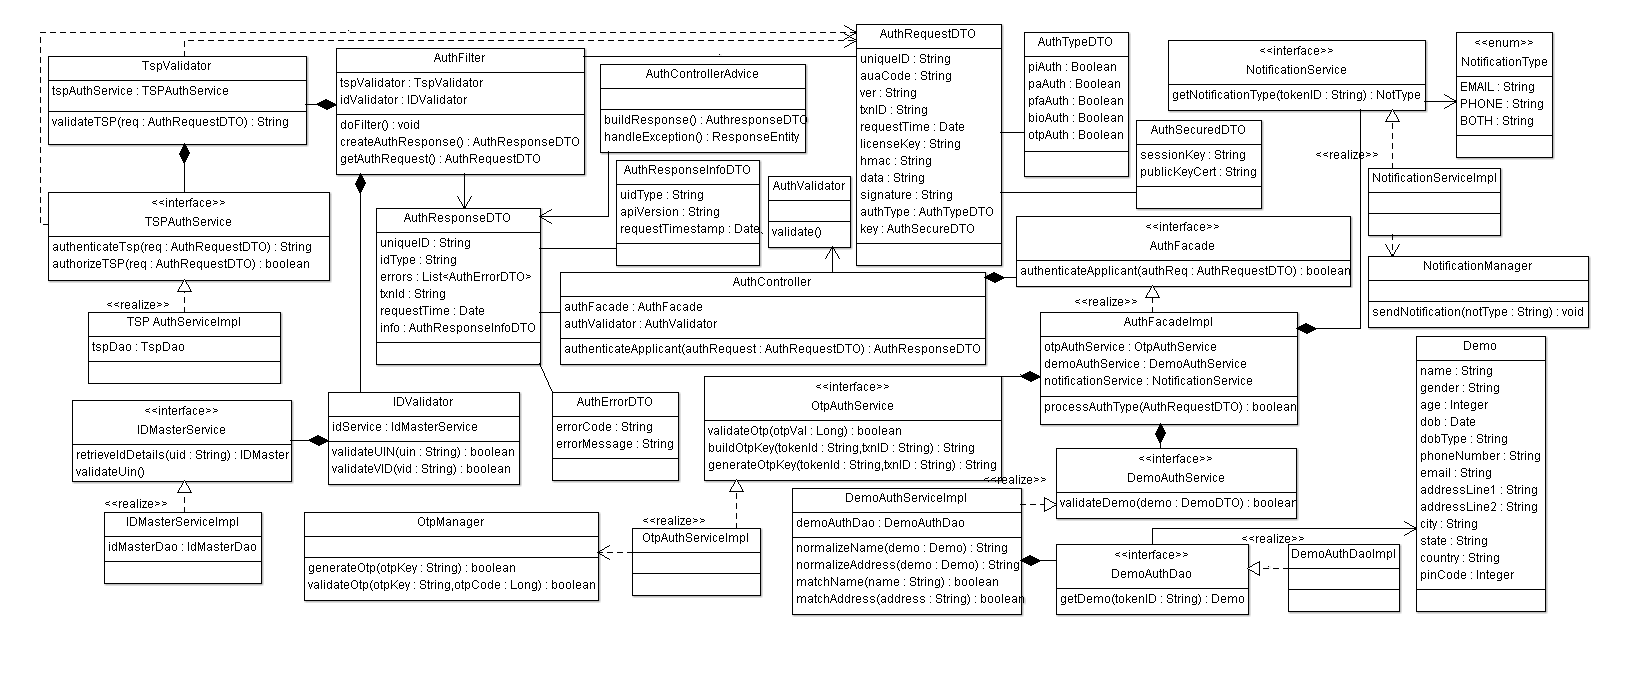 TspValidator
tspAuthService : TSPAuthService
validateTSP(req : AuthRequestDTO) : String
AuthFilter
tspValidator : TspValidator
idValidator : IDValidator
doFilter() : void
createAuthResponse() : AuthResponseDTO
getAuthRequest() : AuthRequestDTO
AuthControllerAdvice
buildResponse() : AuthresponseDTO
handleException() : ResponseEntity
AuthRequestDTO
uniqueID : String
auaCode : String
ver : String
txnID : String
requestTime : Date
licenseKey : String
hmac : String
data : String
signature : String
authType : AuthTypeDTO
key : AuthSecureDTO
AuthTypeDTO
piAuth : Boolean
paAuth : Boolean
pfaAuth : Boolean
bioAuth : Boolean
otpAuth : Boolean
<<interface>>
NotificationService
getNotificationType(tokenID : String) : NotType
<<enum>>
NotificationType
EMAIL : String
PHONE : String
BOTH : String
AuthSecuredDTO
sessionKey : String
publicKeyCert : String
<<realize>>
NotificationServiceImpl
AuthResponseInfoDTO
uidType : String
apiVersion : String
requestTimestamp : Date
AuthValidator
validate()
<<interface>>
TSPAuthService
authenticateTsp(req : AuthRequestDTO) : String
authorizeTSP(req : AuthRequestDTO) : boolean
AuthResponseDTO
uniqueID : String
idType : String
errors : List<AuthErrorDTO>
txnId : String
requestTime : Date
info : AuthResponseInfoDTO
<<interface>>
AuthFacade
authenticateApplicant(authReq : AuthRequestDTO) : boolean
NotificationManager
sendNotification(notType : String) : void
AuthController
authFacade : AuthFacade
authValidator : AuthValidator
authenticateApplicant(authRequest : AuthRequestDTO) : AuthResponseDTO
<<realize>>
TSP AuthServiceImpl
tspDao : TspDao
<<realize>>
AuthFacadeImpl
otpAuthService : OtpAuthService
demoAuthService : DemoAuthService
notificationService : NotificationService
processAuthType(AuthRequestDTO) : boolean
Demo
name : String
gender : String
age : Integer
dob : Date
dobType : String
phoneNumber : String
email : String
addressLine1 : String
addressLine2 : String
city : String
state : String
country : String
pinCode : Integer
<<interface>>
IDMasterService
retrieveIdDetails(uid : String) : IDMaster
validateUin()
IDValidator
idService : IdMasterService
validateUIN(uin : String) : boolean
validateVID(vid : String) : boolean
AuthErrorDTO
errorCode : String
errorMessage : String
<<interface>>
OtpAuthService
validateOtp(otpVal : Long) : boolean
buildOtpKey(tokenId : String,txnID : String) : String
generateOtpKey(tokenId : String,txnID : String) : String
<<interface>>
DemoAuthService
validateDemo(demo : DemoDTO) : boolean
<<realize>>
<<realize>>
IDMasterServiceImpl
idMasterDao : IdMasterDao
OtpManager
generateOtp(otpKey : String) : boolean
validateOtp(otpKey : String,otpCode : Long) : boolean
<<realize>>
OtpAuthServiceImpl
DemoAuthServiceImpl
demoAuthDao : DemoAuthDao
normalizeName(demo : Demo) : String
normalizeAddress(demo : Demo) : String
matchName(name : String) : boolean
matchAddress(address : String) : boolean
<<interface>>
DemoAuthDao
getDemo(tokenID : String) : Demo
<<realize>>
DemoAuthDaoImpl